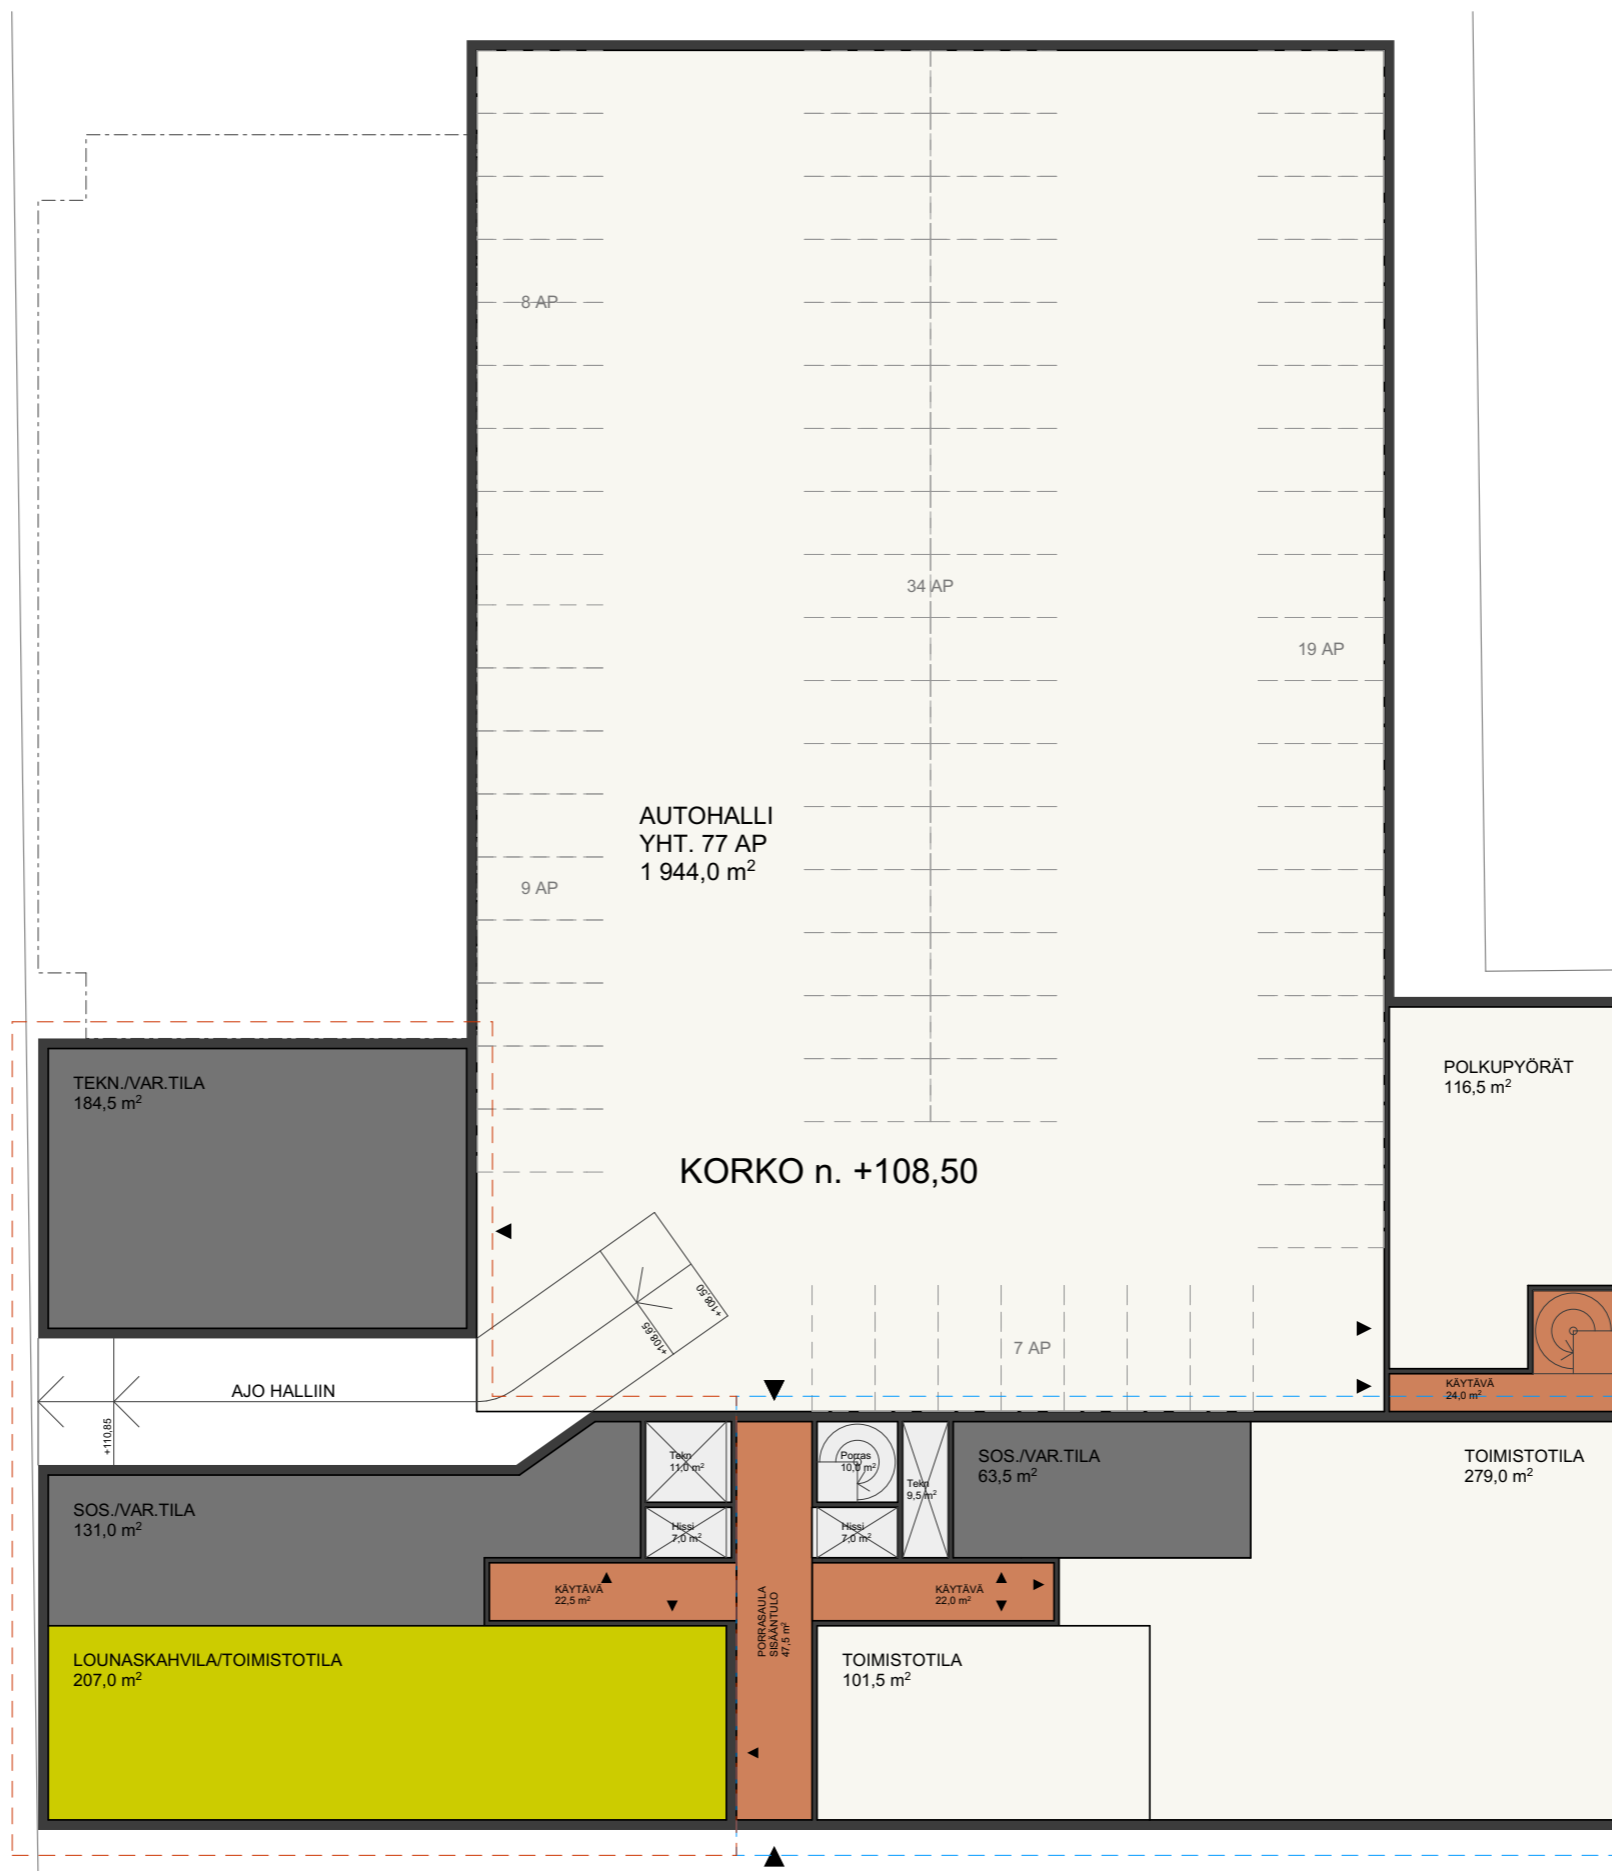 8 AP
34 AP
19 AP
AUTOHALLI
YHT. 77 AP
1 944,0 m²
9 AP
POLKUPYÖRÄT
116,5 m²
TEKN./VAR.TILA
184,5 m²
KORKO n. +108,50
+108,50
+108,65
7 AP
AJO HALLIIN
+110,85
KÄYTÄVÄ
24,0 m²
Tekn
11,0 m²
Porras
10,0 m²
Tekn
9,5 m²
SOS./VAR.TILA
63,5 m²
TOIMISTOTILA
279,0 m²
SOS./VAR.TILA
131,0 m²
Hissi
7,0 m²
Hissi
7,0 m²
KÄYTÄVÄ
22,5 m²
KÄYTÄVÄ
22,0 m²
PORRASAULA
SISÄÄNTULO
47,5 m²
LOUNASKAHVILA/TOIMISTOTILA
207,0 m²
TOIMISTOTILA
101,5 m²